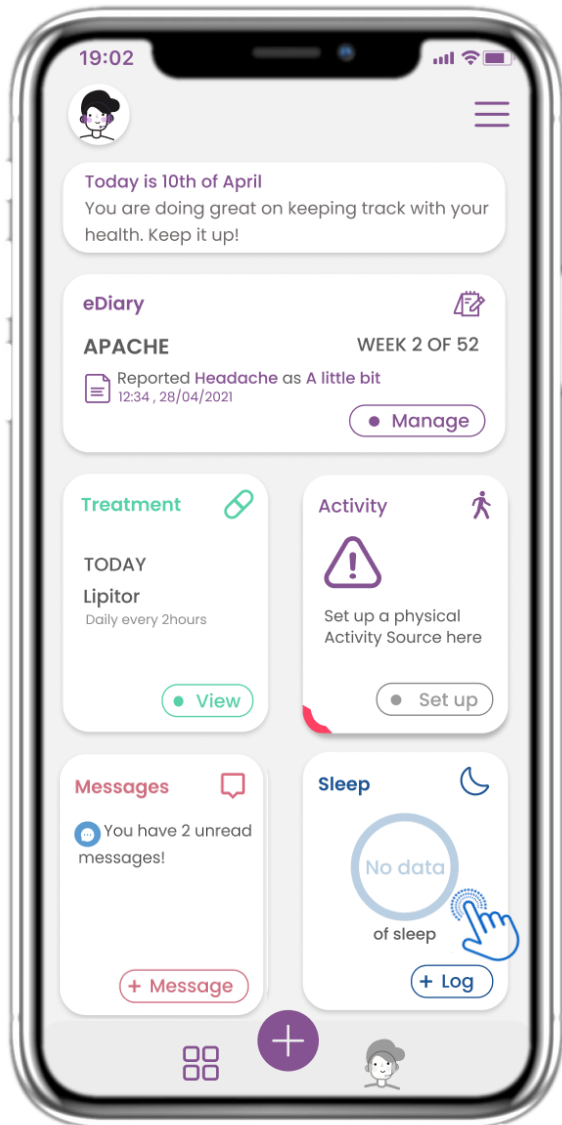 19:02
Today is 10th of April
You are doing great on keeping track with your
health. Keep it up!
eDiary
APACHE
WEEK 2 OF 52
Reported Headache as A little bit
12:34 , 28/04/2021
Manage
Treatment
TODAY
Lipitor
Daily every 2hours
View
Activity
!
Set up a physical
Activity Source here
Set up
Messages
You have 2 unread
messages!
+ Message
Sleep
No data
of sleep
+ Log